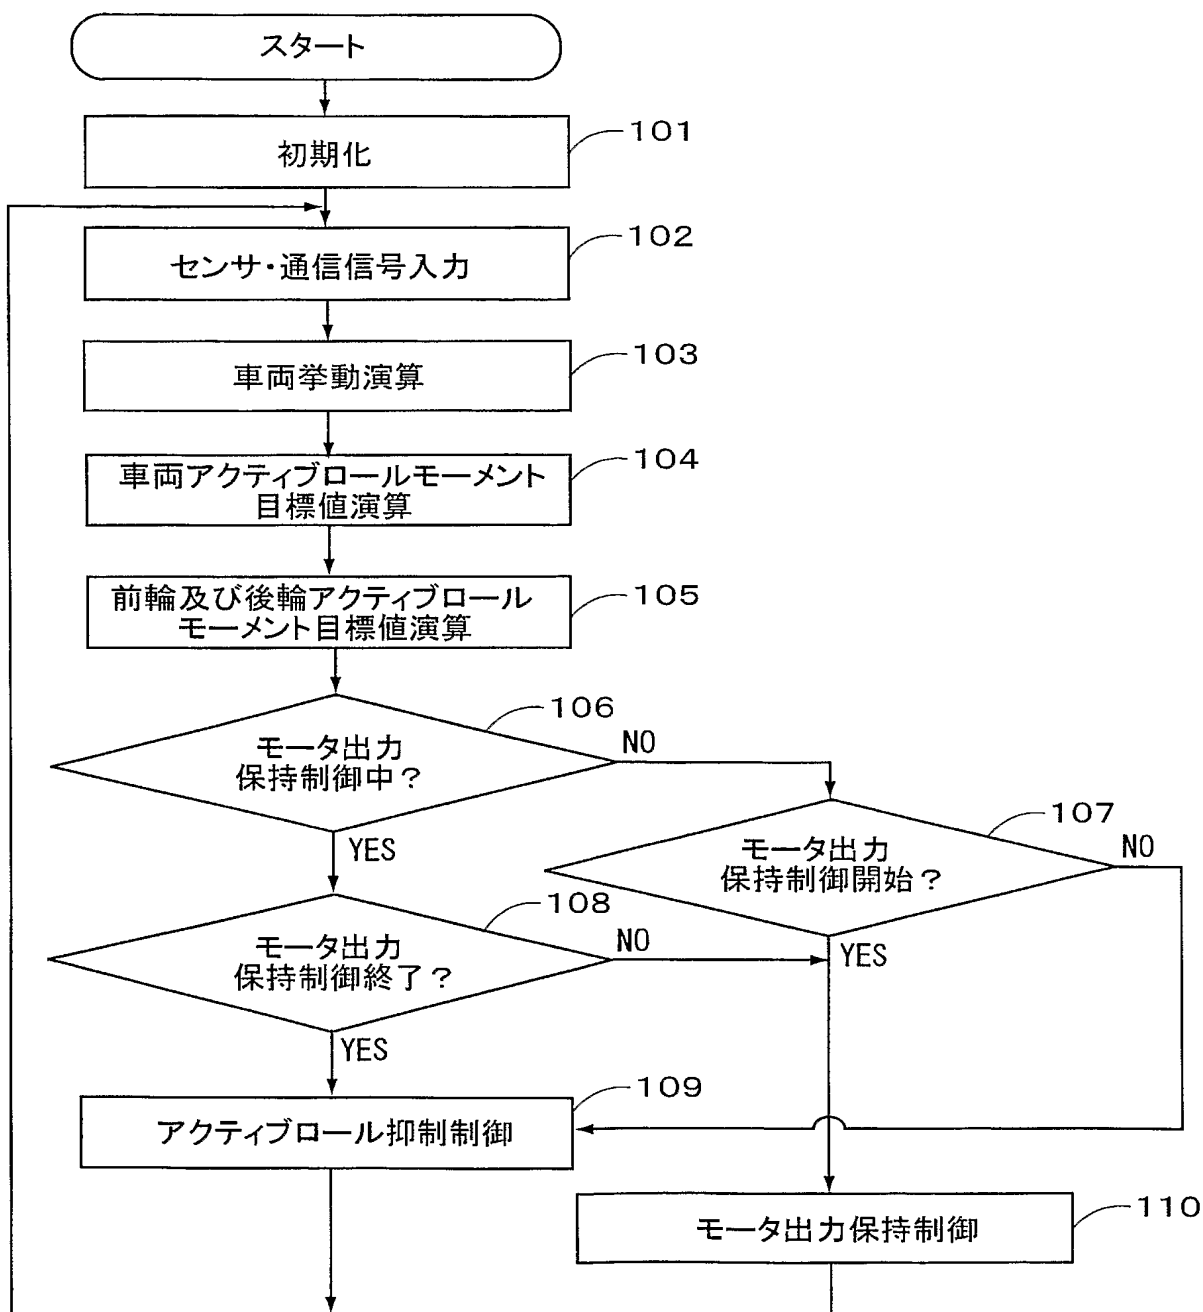 スタート
101
初期化
102
センサ・通信信号入力
103
車両挙動演算
104
車両アクティブロールモーメント
目標値演算
105
前輪及び後輪アクティブロール
モーメント目標値演算
106
モータ出力
保持制御中？
NO
YES
107
モータ出力
保持制御開始？
NO
YES
108
モータ出力
保持制御終了？
NO
YES
109
アクティブロール抑制制御
110
モータ出力保持制御